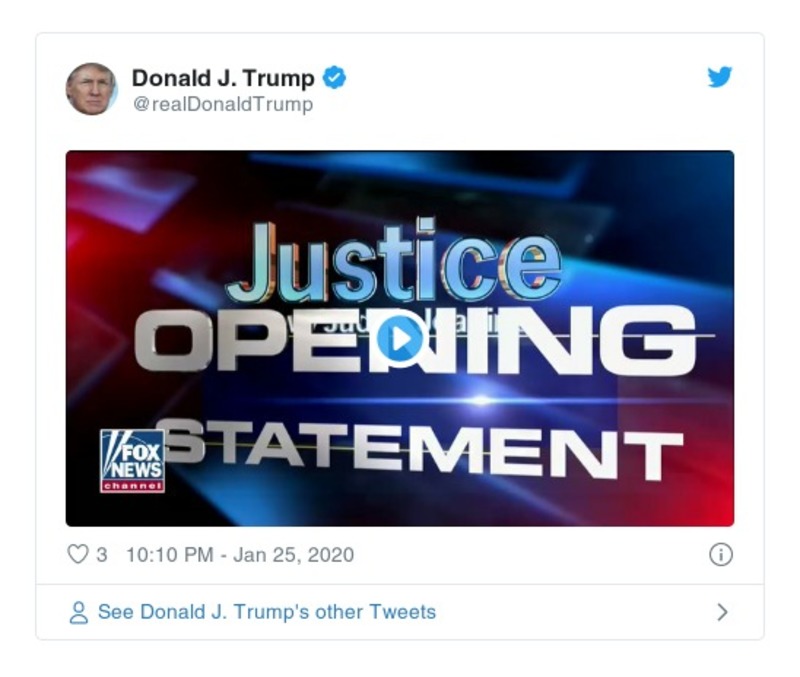 Donald J. Trump
@realDonaldTrump
Justice
OPENING
STATEMENT
FOX
NEWS
channel
3 10:10 PM - Jan 25, 2020
See Donald J. Trump's other Tweets